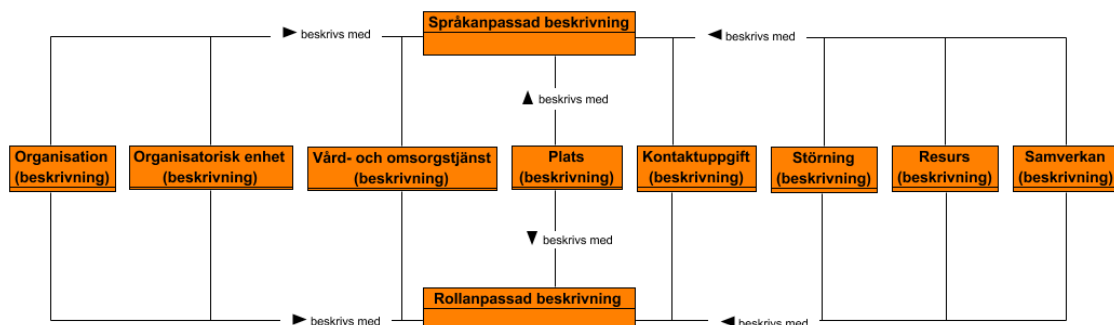 Språkanpassad beskrivning
beskrivs med
beskrivs med
beskrivs med
Organisation
(beskrivning)
Organisatorisk enhet
(beskrivning)
Vård- och omsorgstjänst
(beskrivning)
Plats
(beskrivning)
Kontaktuppgift
(beskrivning)
Störning
(beskrivning)
Resurs
(beskrivning)
Samverkan
(beskrivning)
beskrivs med
Rollanpassad beskrivning
beskrivs med
beskrivs med